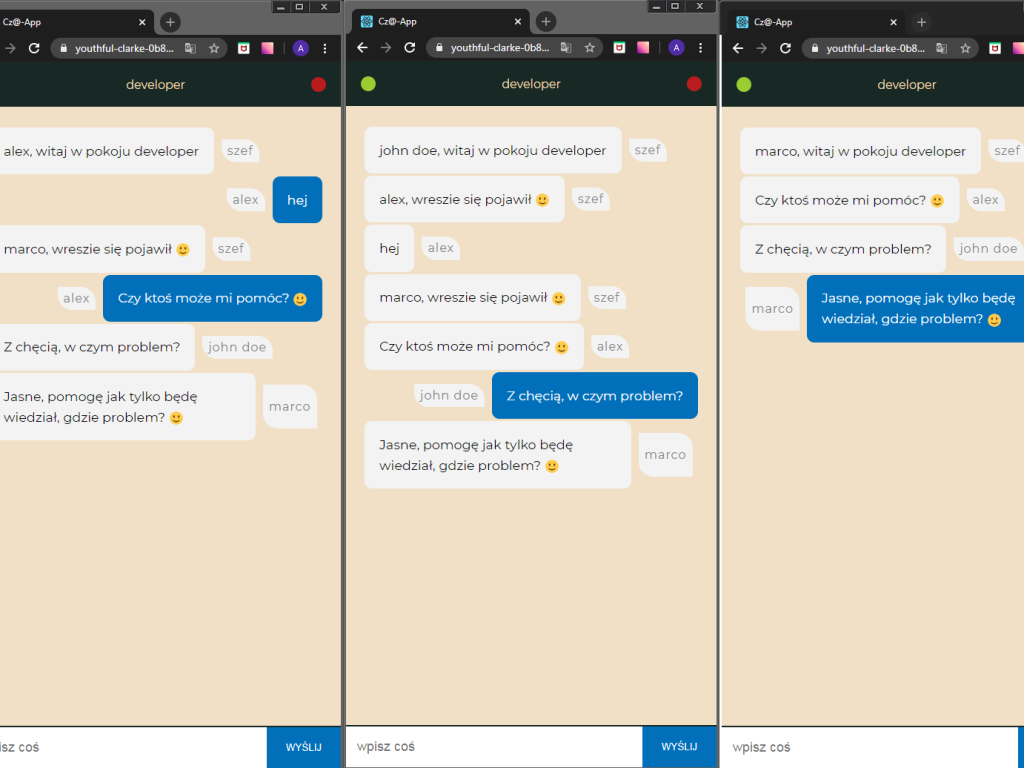 Cz@-App
youthful-clarke-0b8...
A
developer
alex, witaj w pokoju developer
szef
alex
hej
marco, wreszie się pojawił 🙂
szef
alex
Czy ktoś może mi pomóc? 🙂
Z chęcią, w czym problem?
john doe
Jasne, pomogę jak tylko będę
wiedział, gdzie problem? 🙂
marco
isz coś
WYŚLIJ
Cz@-App
youthful-clarke-0b8...
A
developer
john doe, witaj w pokoju developer
szef
alex, wreszie się pojawił 🙂
szef
hej
alex
marco, wreszie się pojawił 🙂
szef
Czy ktoś może mi pomóc? 🙂
alex
john doe
Z chęcią, w czym problem?
Jasne, pomogę jak tylko będę
wiedział, gdzie problem? 🙂
marco
wpisz coś
WYŚLIJ
Cz@-App
youthful-clarke-0b8...
developer
marco, witaj w pokoju developer
szef
Czy ktoś może mi pomóc? 🙂
alex
Z chęcią, w czym problem?
john doe
marco
Jasne, pomogę jak tylko będę
wiedział, gdzie problem? 🙂
wpisz coś